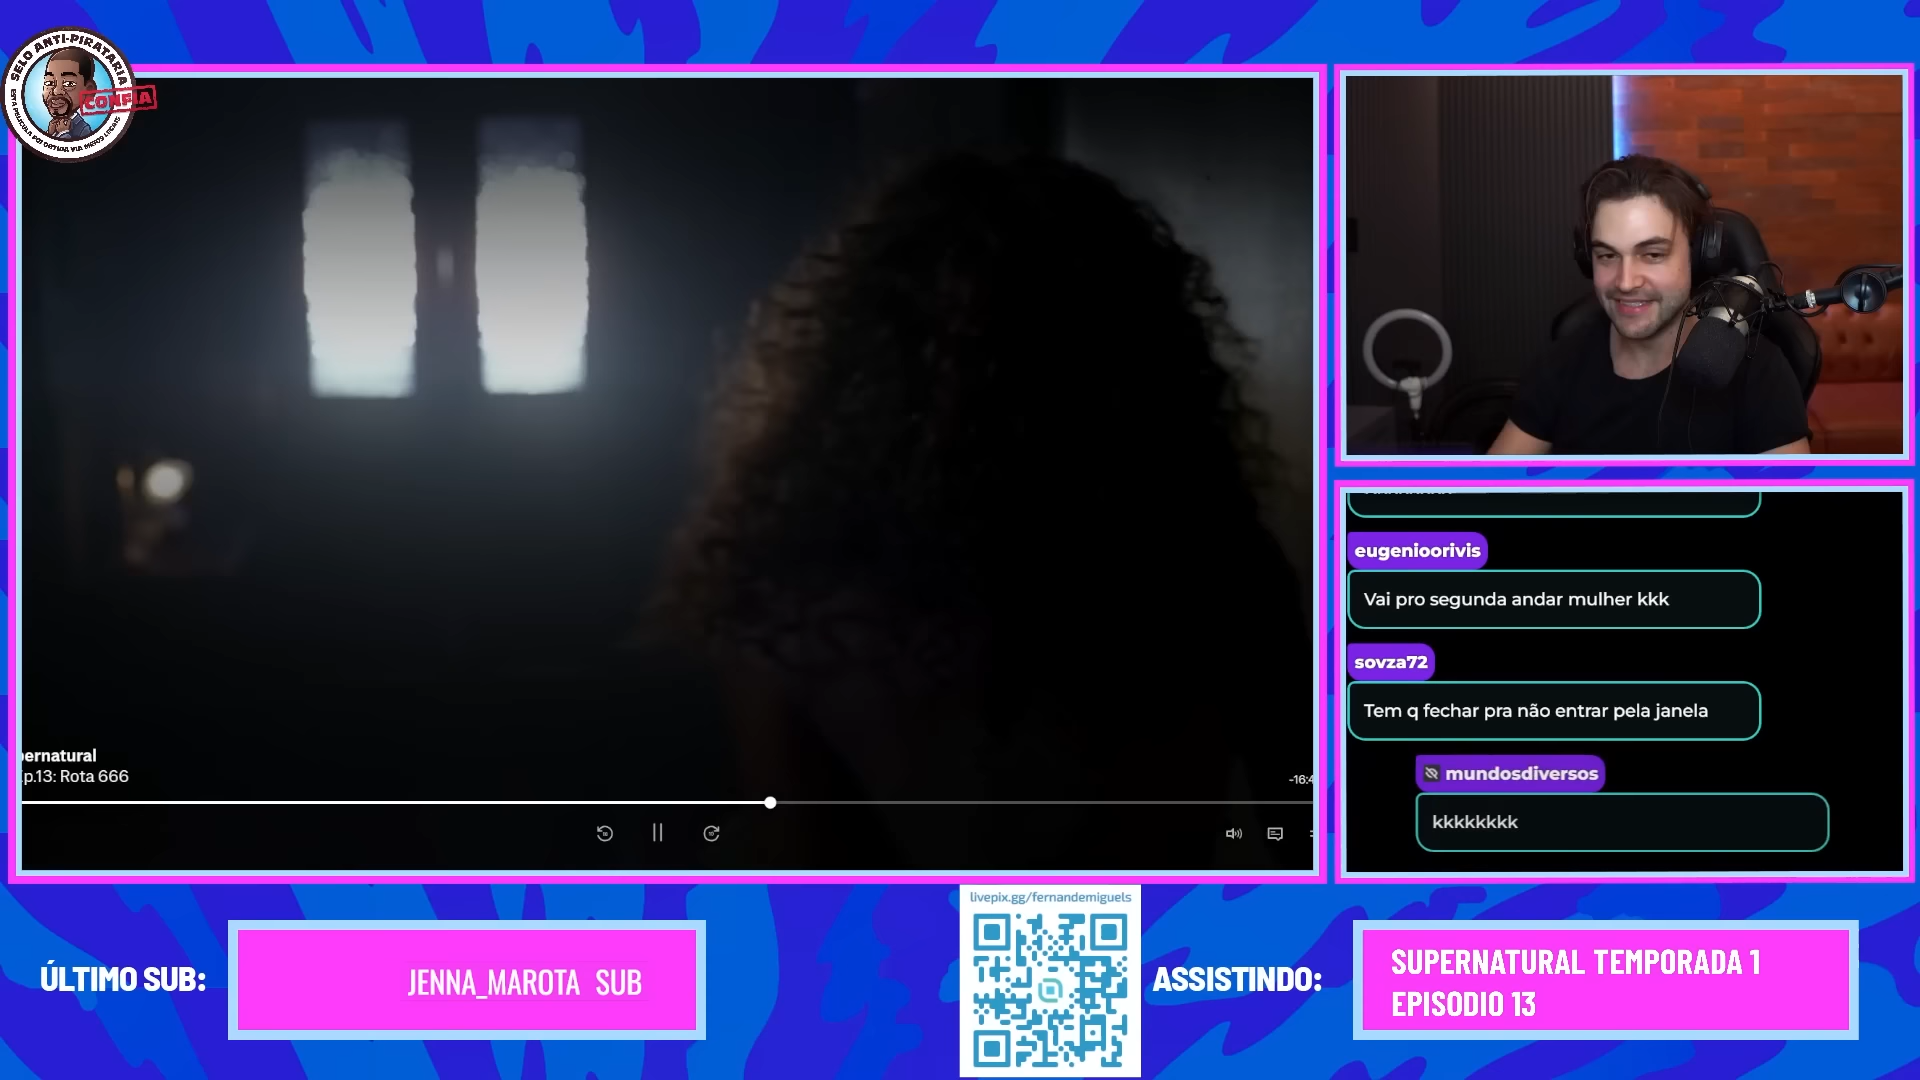 SELO ANTI-PIRATARIA
CONFIA
pernatural
p.13: Rota 666
-16:4
eugenioorivis
Vai pro segunda andar mulher kkk
sovza72
Tem q fechar pra não entrar pela janela
mundosdiversos
kkkkkkkk
livepix.gg/fernandemiguels
ÚLTIMO SUB:
JENNA_MAROTA SUB
ASSISTINDO:
SUPERNATURAL TEMPORADA 1
EPISODIO 13